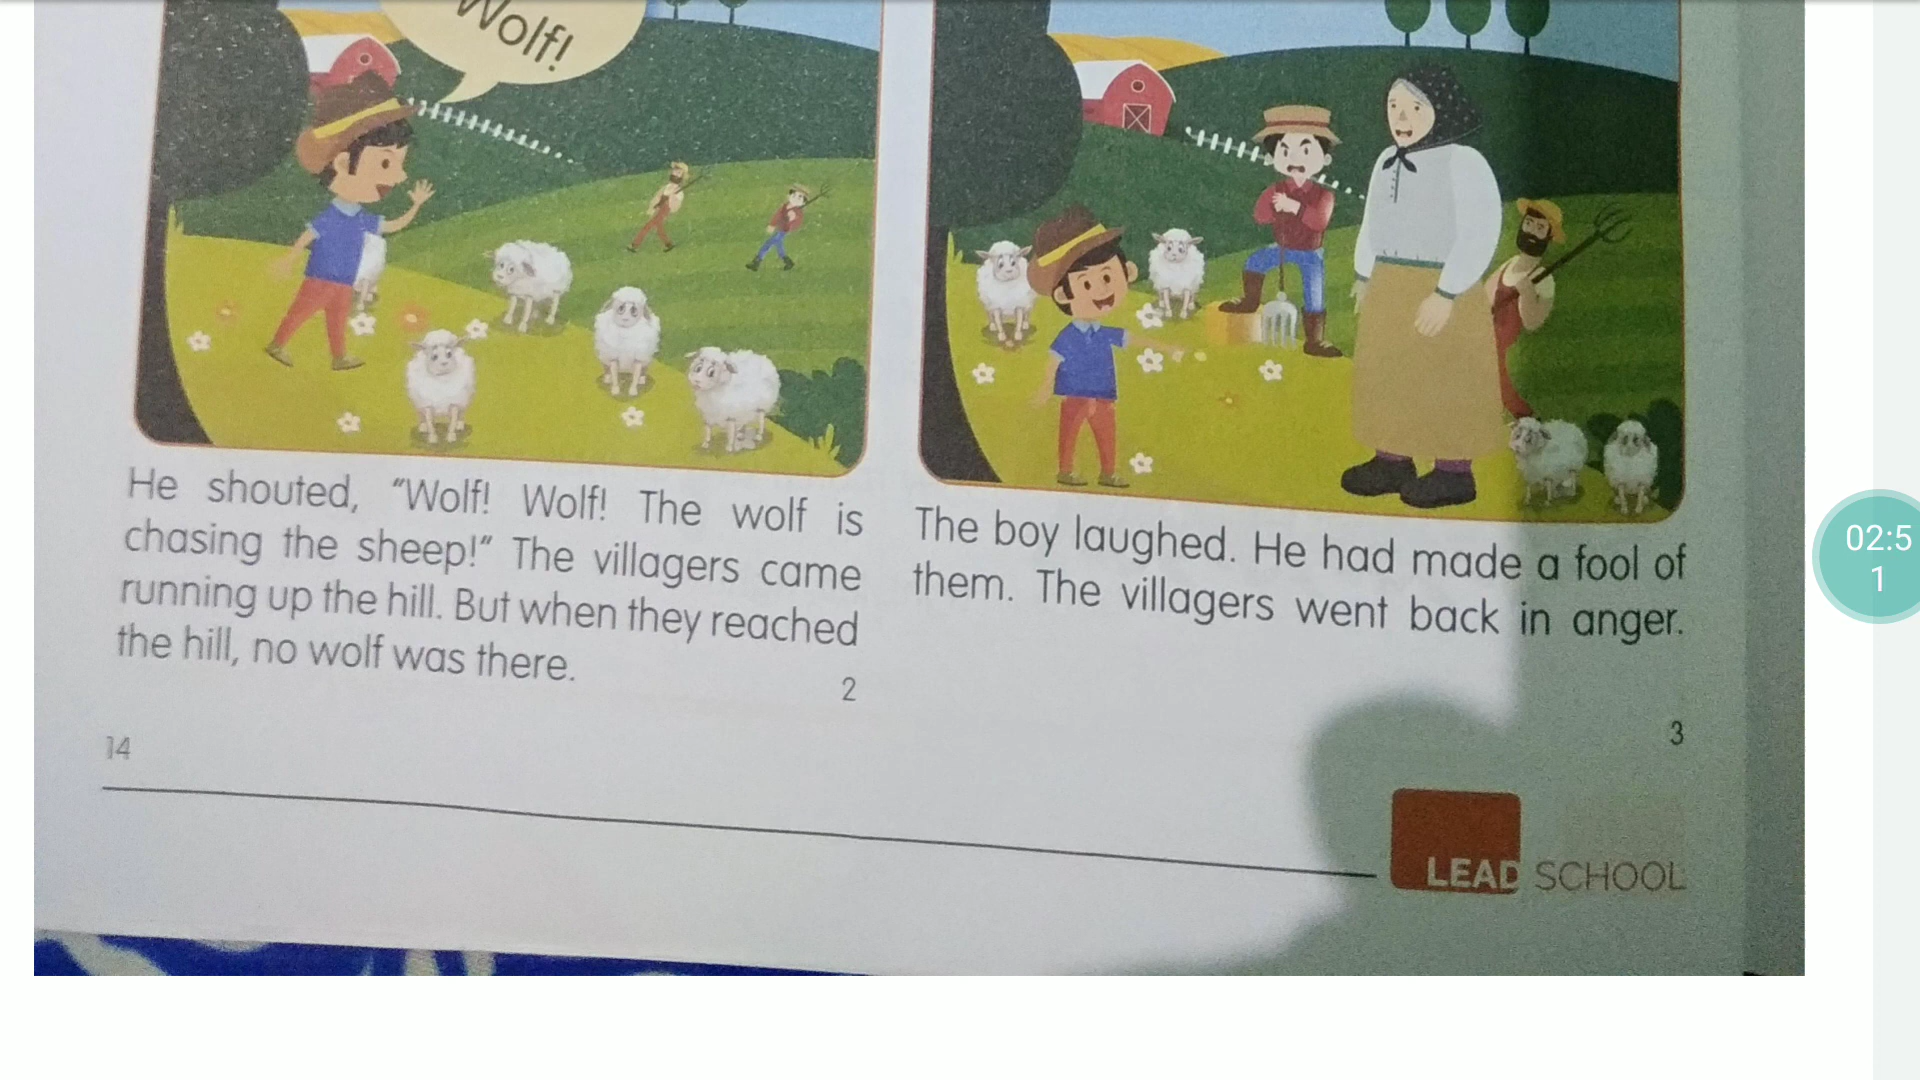 Wolf!
He shouted, "Wolf! Wolf! The wolf is
chasing the sheep!" The villagers came
running up the hill. But when they reached
the hill, no wolf was there.
2
The boy laughed. He had made a fool of
them. The villagers went back in anger.
3
14
LEAD SCHOOL
02:5
1